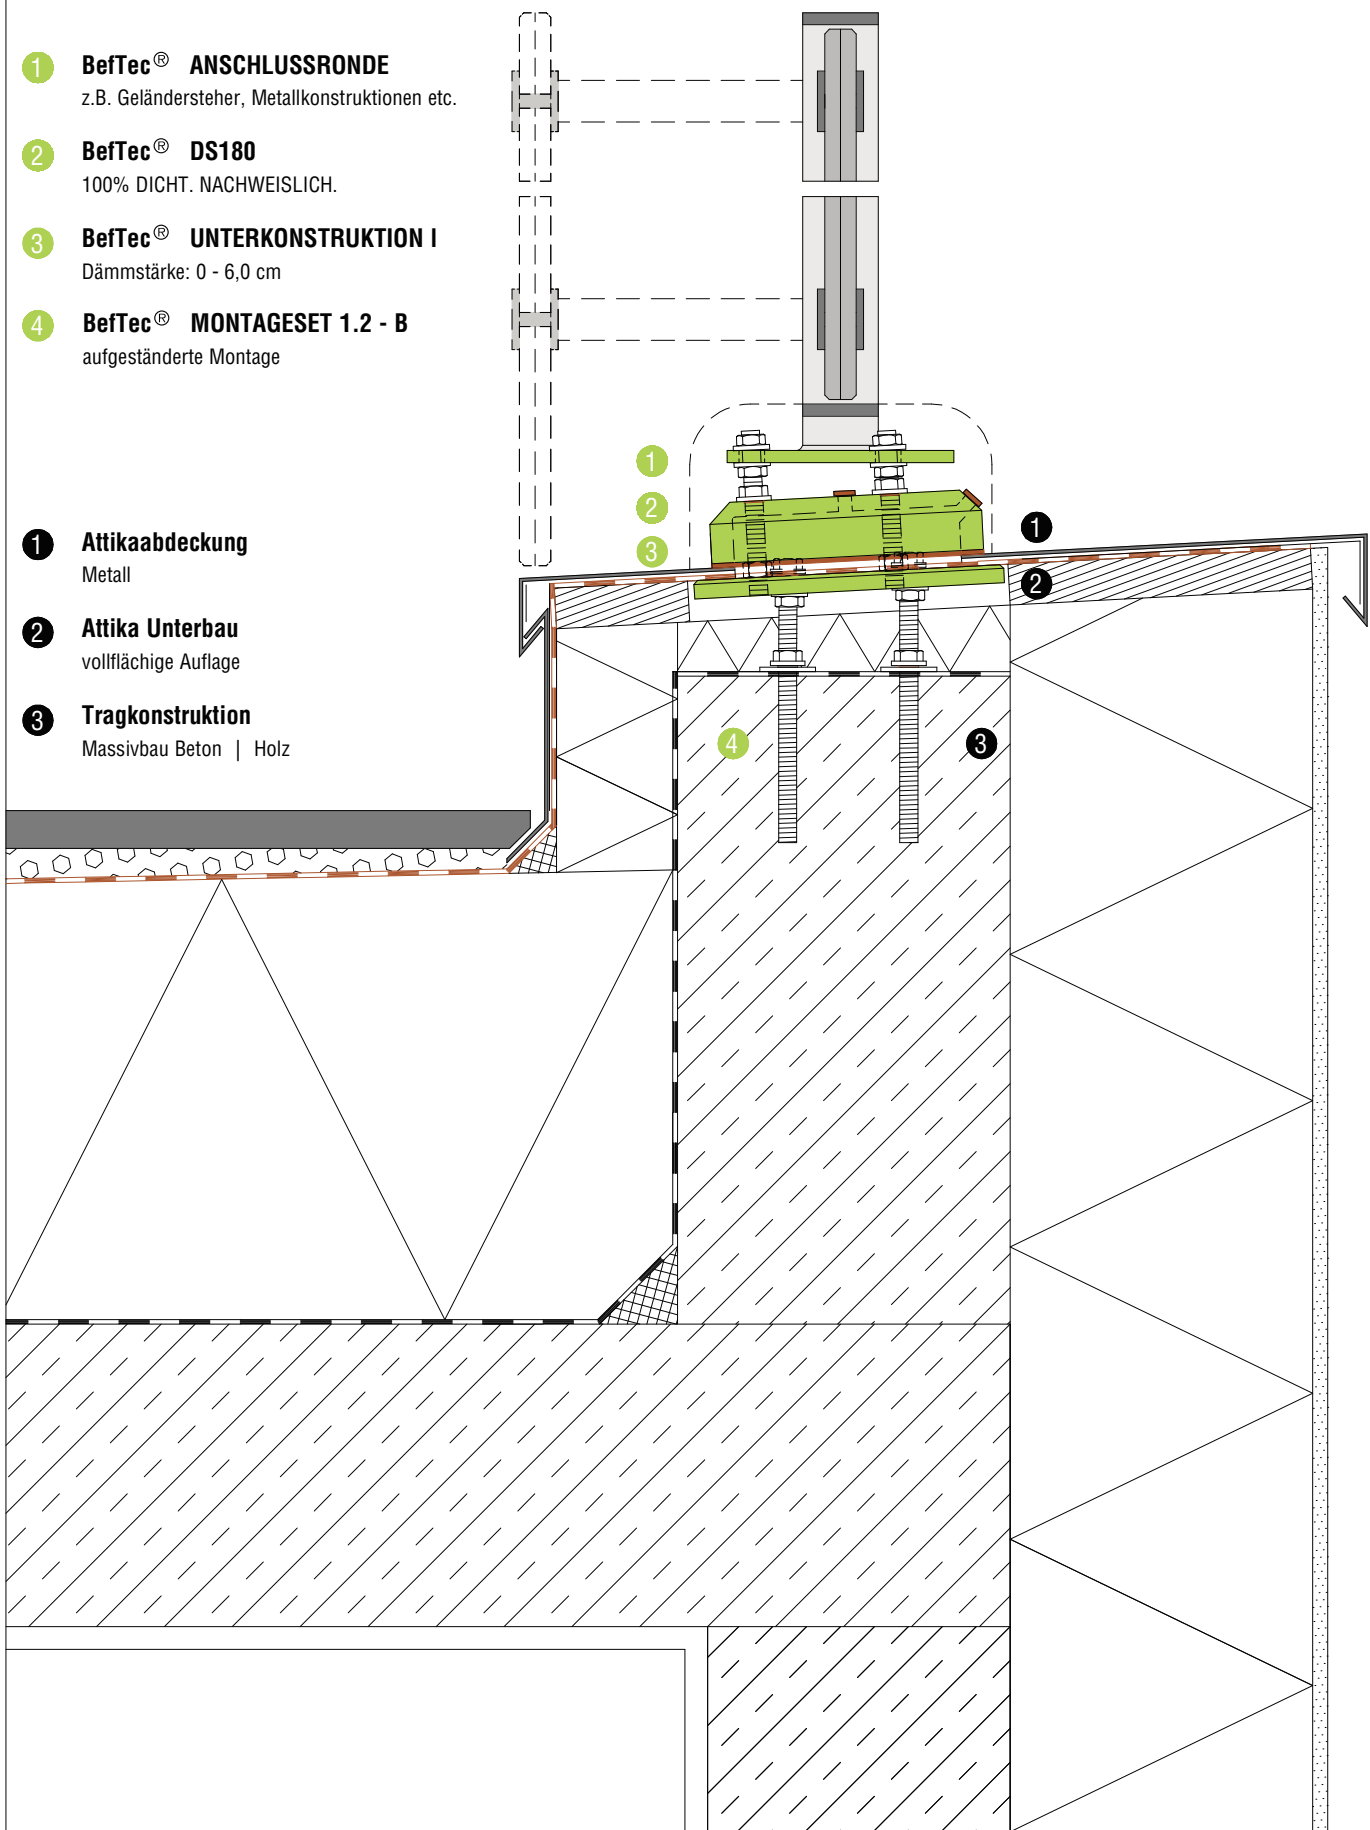 1 BefTec® ANSCHLUSSRONDE
z.B. Geländersteher, Metallkonstruktionen etc.
2 BefTec® DS180
100% DICHT. NACHWEISLICH.
3 BefTec® UNTERKONSTRUKTION I
Dämmstärke: 0 - 6,0 cm
4 BefTec® MONTAGESET 1.2 - B
aufgeständerte Montage
1
2
3
1 Attikaabdeckung
Metall
1
2
2 Attika Unterbau
vollflächige Auflage
3 Tragkonstruktion
Massivbau Beton | Holz
4
3